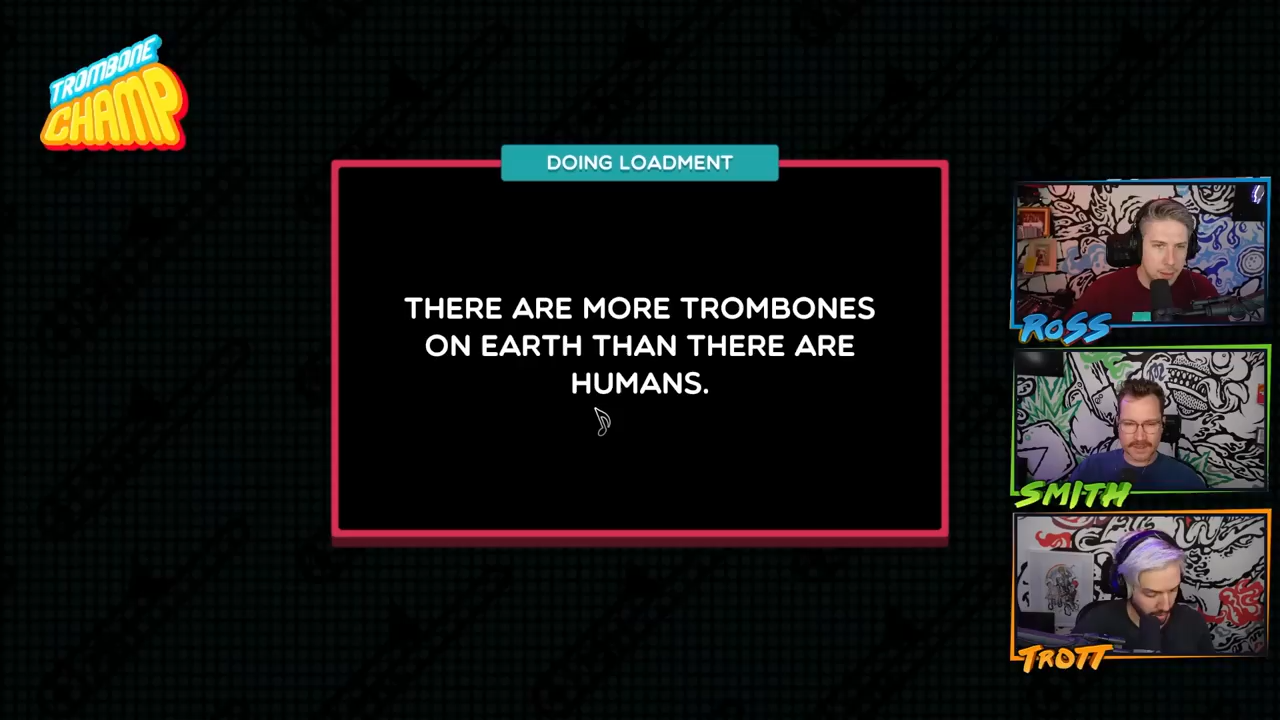 TROMBONE
CHAMP
DOING LOADMENT
THERE ARE MORE TROMBONES
ON EARTH THAN THERE ARE
HUMANS.
ROSS
SMITH
TROTT